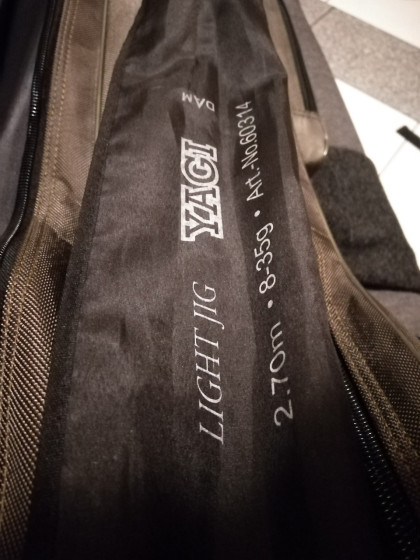 DAM
YAGI
LIGHT JIG
2.70m • 8-35g • Art.-No.60314